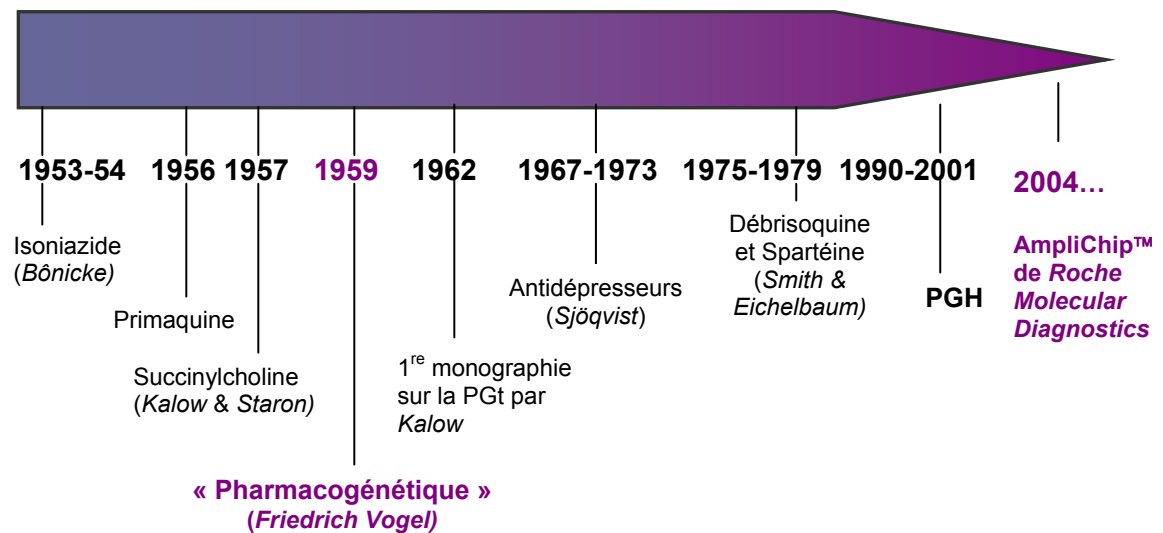 1953-54
1956
1957
1959
1962
1967-1973
1975-1979
1990-2001
2004…
Isoniazide
(Bônicke)
Primaquine
Succinylcholine
(Kalow & Staron)
« Pharmacogénétique »
(Friedrich Vogel)
1re monographie
sur la PGt par
Kalow
Antidépresseurs
(Sjöqvist)
Débrisoquine
et Spartéine
(Smith &
Eichelbaum)
PGH
AmpliChip™
de Roche
Molecular
Diagnostics